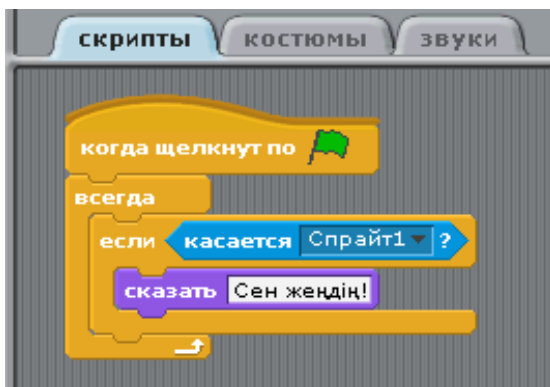 скрипты костюмы звуки
когда щелкнут по
всегда
если касается Спрайт1 ?
сказать Сен жеңдің!